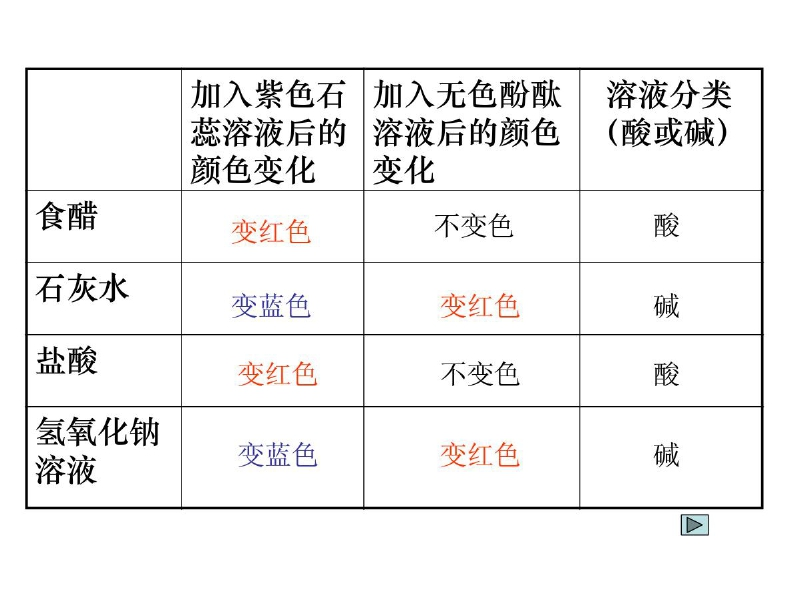 加入紫色石
蕊溶液后的
颜色变化
加入无色酚酞
溶液后的颜色
变化
溶液分类
（酸或碱）
食醋
变红色
不变色
酸
石灰水
变蓝色
变红色
碱
盐酸
变红色
不变色
酸
氢氧化钠
溶液
变蓝色
变红色
碱